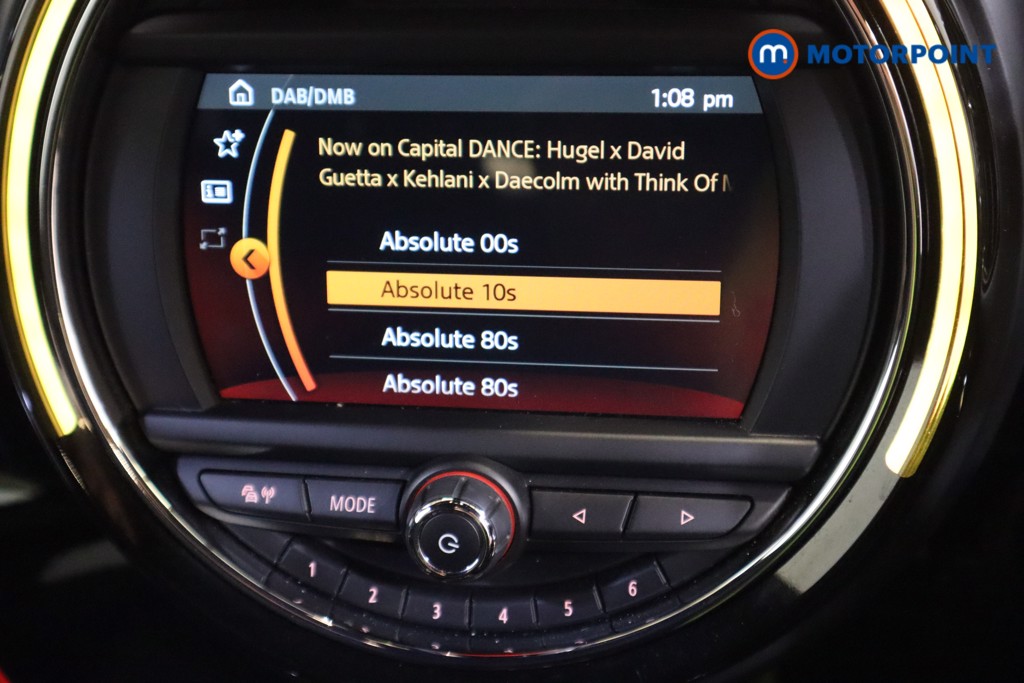 m MOTORPOINT
DAB/DMB 1:08 pm
Now on Capital DANCE: Hugel x David
Guetta x Kehlani x Daecolm with Think Of
Absolute 00s
Absolute 10s
Absolute 80s
Absolute 80s
MODE
1 2 3 4 5 6